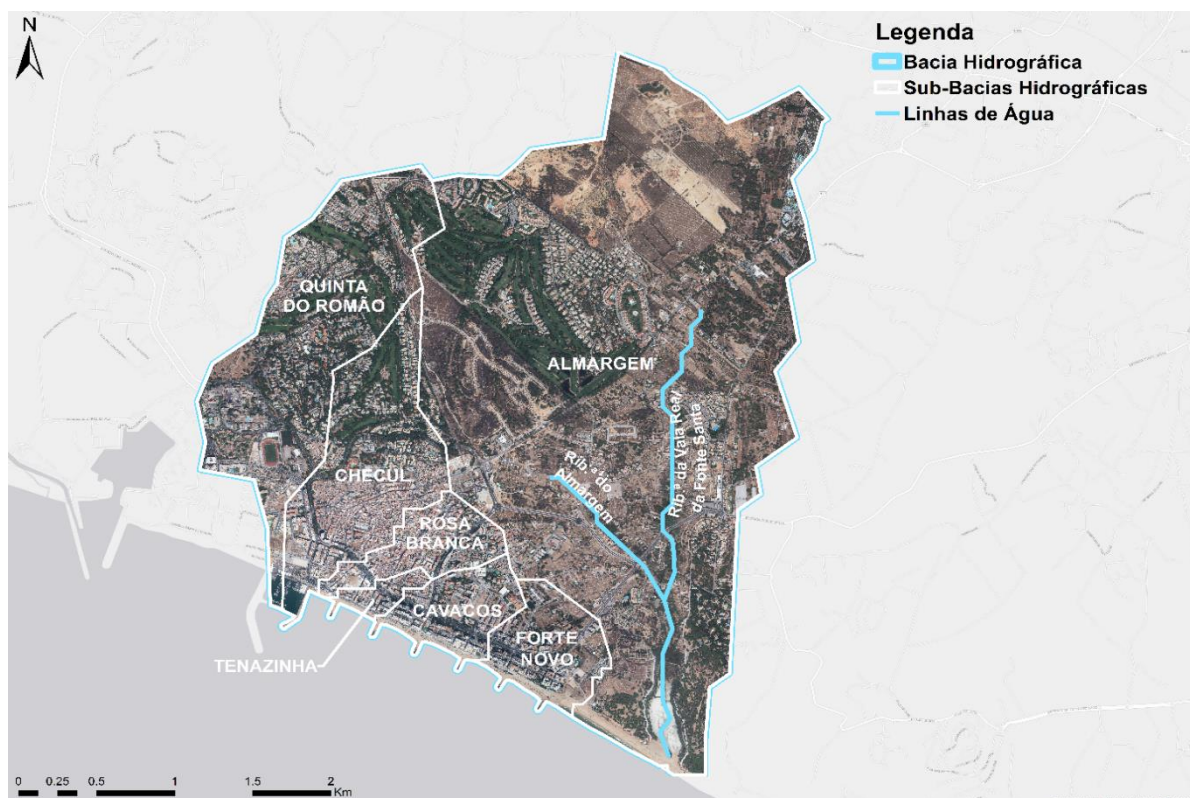 N
Legenda
Bacia Hidrográfica
Sub-Bacias Hidrográficas
Linhas de Água
QUINTA
DO ROMÃO
ALMARGEM
Rib.ª da Vala Real/
da Fonte Santa
Rib.ª do
Almargem
CHECUL
ROSA
BRANCA
CAVACOS
FORTE
NOVO
TENAZINHA
0 0.25 0.5 1 1.5 2
Km